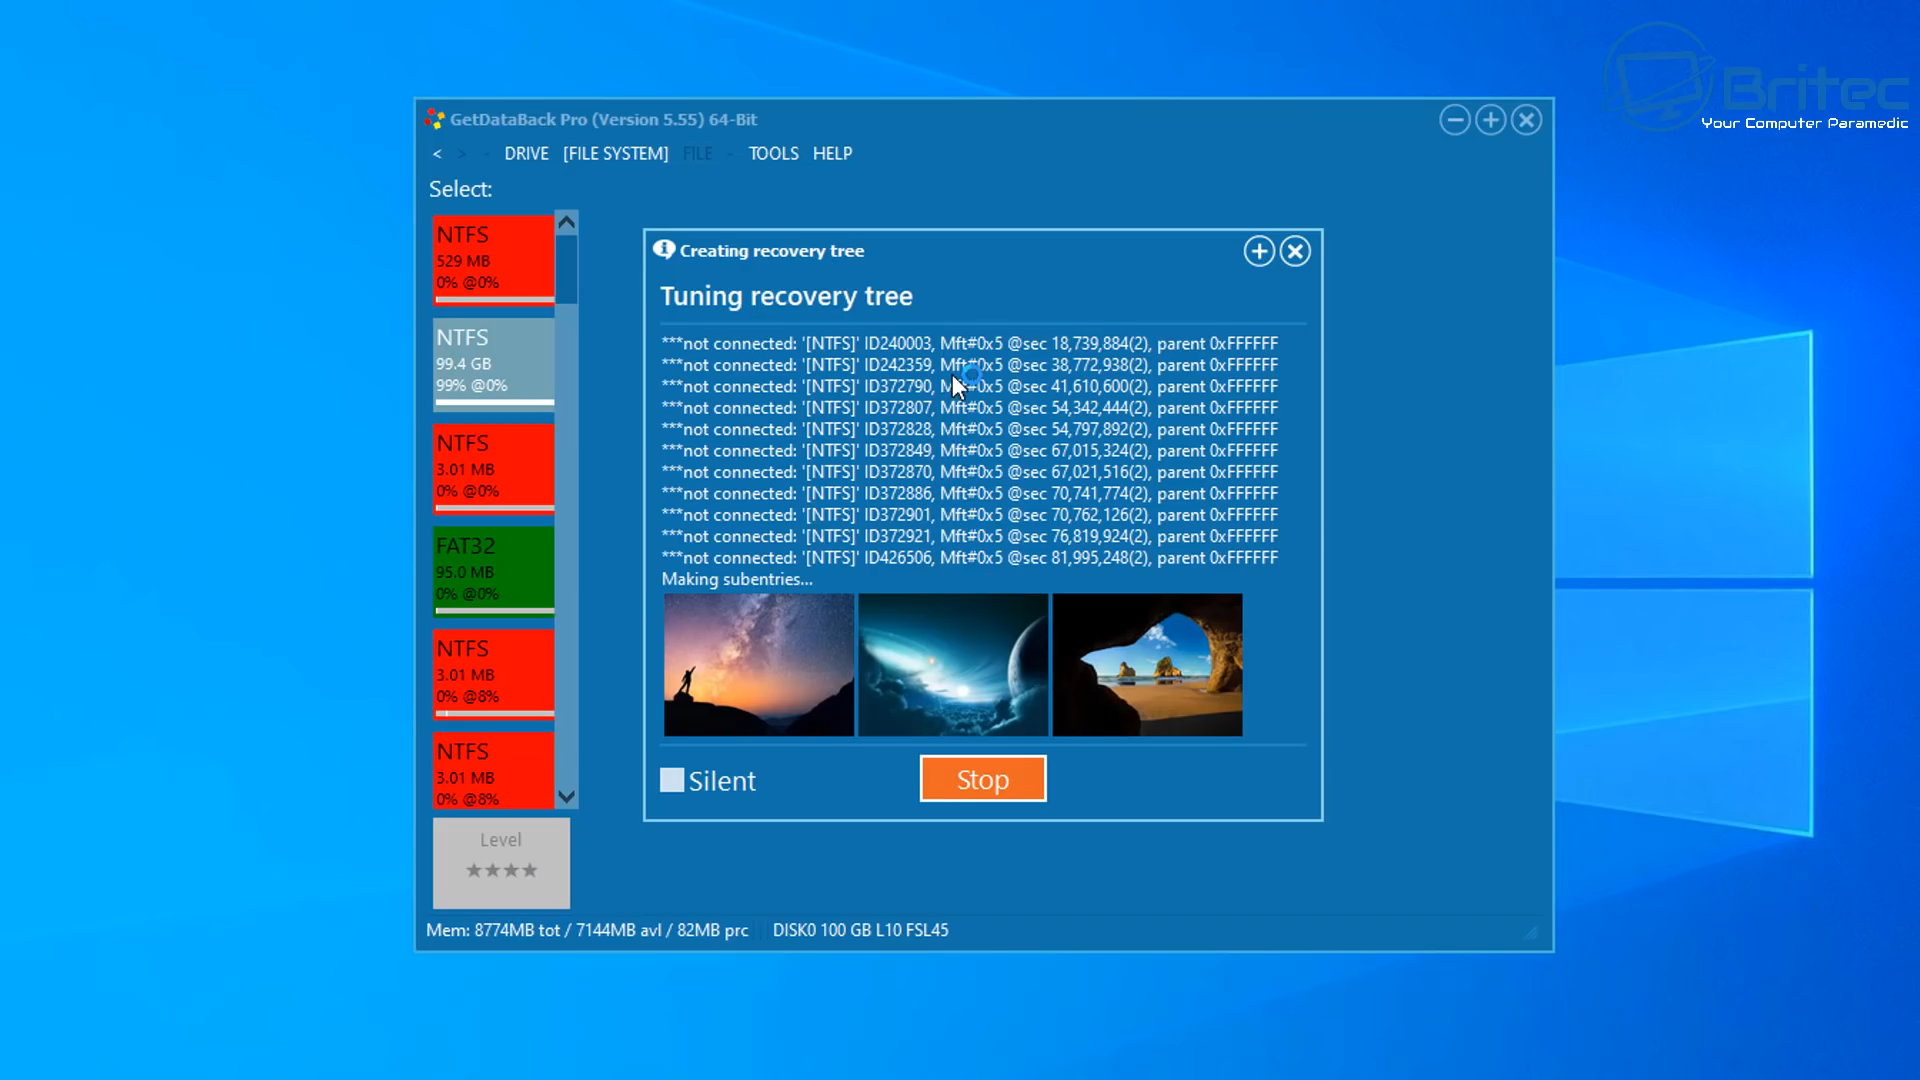 Britec
Your Computer Paramedic
GetDataBack Pro (Version 5.55) 64-Bit
< > - DRIVE [FILE SYSTEM] FILE - TOOLS HELP
Select:
NTFS
529 MB
0% @0%
NTFS
99.4 GB
99% @0%
NTFS
3.01 MB
0% @0%
FAT32
95.0 MB
0% @0%
NTFS
3.01 MB
0% @8%
NTFS
3.01 MB
0% @8%
Level
★★★★
Creating recovery tree
Tuning recovery tree
***not connected: '[NTFS]' ID240003, Mft#0x5 @sec 18,739,884(2), parent 0xFFFFFF
***not connected: '[NTFS]' ID242359, Mft#0x5 @sec 38,772,938(2), parent 0xFFFFFF
***not connected: '[NTFS]' ID372790, Mft#0x5 @sec 41,610,600(2), parent 0xFFFFFF
***not connected: '[NTFS]' ID372807, Mft#0x5 @sec 54,342,444(2), parent 0xFFFFFF
***not connected: '[NTFS]' ID372828, Mft#0x5 @sec 54,797,892(2), parent 0xFFFFFF
***not connected: '[NTFS]' ID372849, Mft#0x5 @sec 67,015,324(2), parent 0xFFFFFF
***not connected: '[NTFS]' ID372870, Mft#0x5 @sec 67,021,516(2), parent 0xFFFFFF
***not connected: '[NTFS]' ID372886, Mft#0x5 @sec 70,741,774(2), parent 0xFFFFFF
***not connected: '[NTFS]' ID372901, Mft#0x5 @sec 70,762,126(2), parent 0xFFFFFF
***not connected: '[NTFS]' ID372921, Mft#0x5 @sec 76,819,924(2), parent 0xFFFFFF
***not connected: '[NTFS]' ID426506, Mft#0x5 @sec 81,995,248(2), parent 0xFFFFFF
Making subentries...
Silent
Stop
Mem: 8774MB tot / 7144MB avl / 82MB prc DISK0 100 GB L10 FSL45